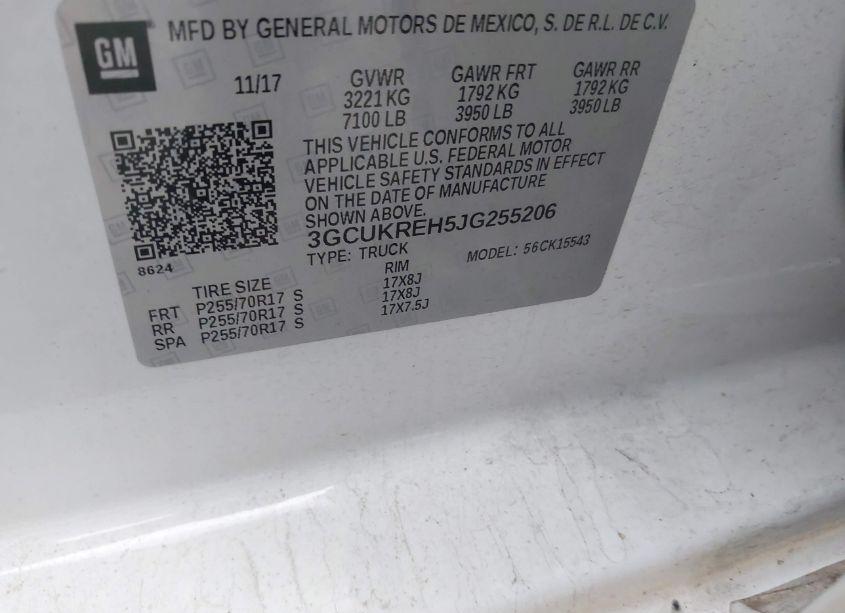 GM MFD BY GENERAL MOTORS DE MEXICO, S. DE R.L. DE C.V.
11/17 GVWR GAWR FRT GAWR RR
3221 KG 1792 KG 1792 KG
7100 LB 3950 LB 3950 LB
THIS VEHICLE CONFORMS TO ALL
APPLICABLE U.S. FEDERAL MOTOR
VEHICLE SAFETY STANDARDS IN EFFECT
ON THE DATE OF MANUFACTURE
SHOWN ABOVE.
3GCUKREH5JG255206
TYPE: TRUCK MODEL: 56CK15543
8624
TIRE SIZE RIM
FRT P255/70R17 S 17X8J
RR P255/70R17 S 17X8J
SPA P255/70R17 S 17X7.5J